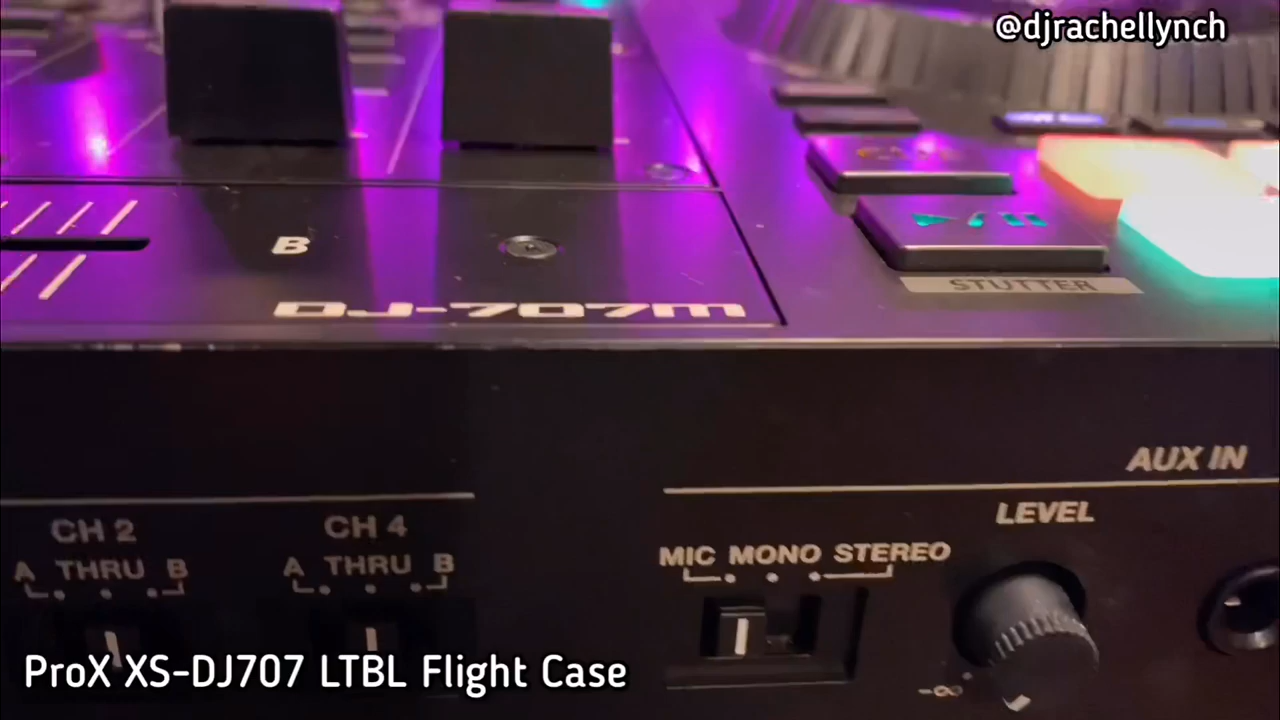 @djrachellynch
B
STUTTER
DJ-707M
AUX IN
CH 2
CH 4
LEVEL
A THRU B
A THRU B
MIC MONO STEREO
-∞
ProX XS-DJ707 LTBL Flight Case